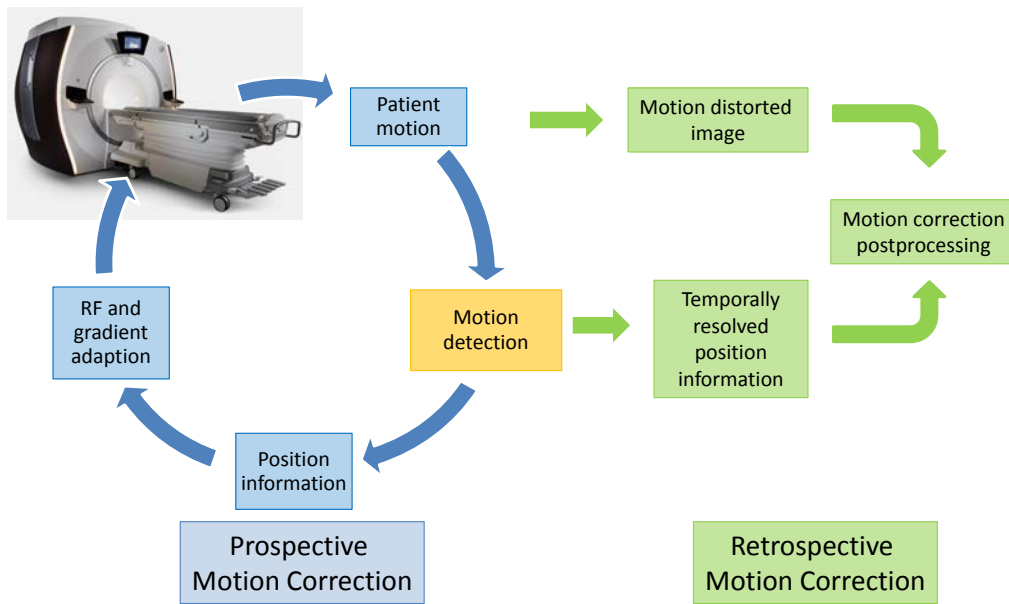 Patient
motion
Motion distorted
image
Motion correction
postprocessing
RF and
gradient
adaption
Motion
detection
Temporally
resolved
position
information
Position
information
Prospective
Motion Correction
Retrospective
Motion Correction